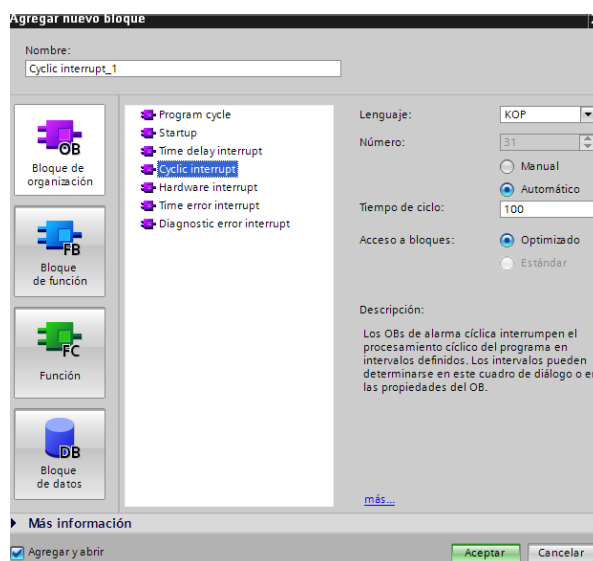 Agregar nuevo bloque
Nombre:
Cyclic interrupt_1
OB
Bloque de
organización
FB
Bloque
de función
FC
Función
DB
Bloque
de datos
Program cycle
Startup
Time delay interrupt
Cyclic interrupt
Hardware interrupt
Time error interrupt
Diagnostic error interrupt
Lenguaje:
KOP
Número:
31
Manual
Automático
Tiempo de ciclo:
100
Acceso a bloques:
Optimizado
Estándar
Descripción:
Los OBs de alarma cíclica interrumpen el
procesamiento cíclico del programa en
intervalos definidos. Los intervalos pueden
determinarse en este cuadro de diálogo o en
las propiedades del OB.
más...
Más informació​n
Agregar y abrir
Aceptar
Cancelar